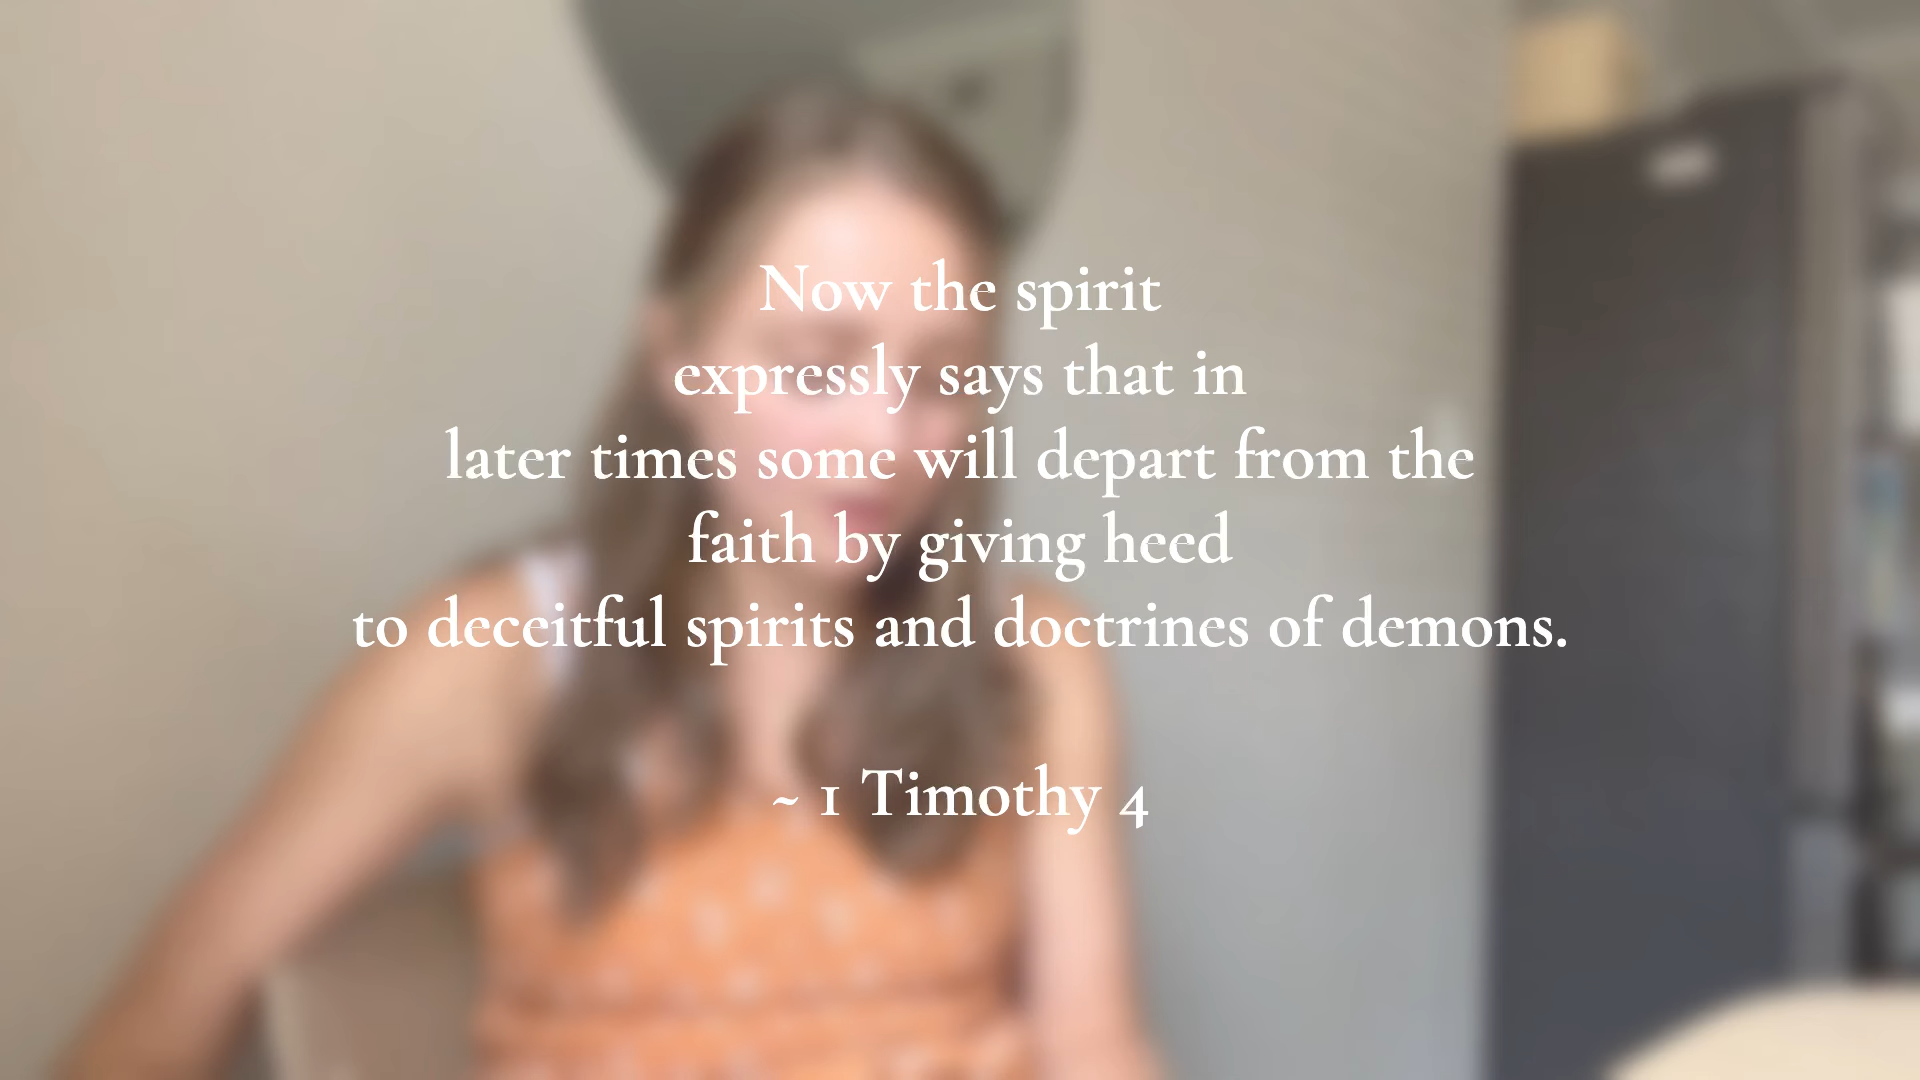 Now the spirit
expressly says that in
later times some will depart from the
faith by giving heed
to deceitful spirits and doctrines of demons.
~ 1 Timothy 4